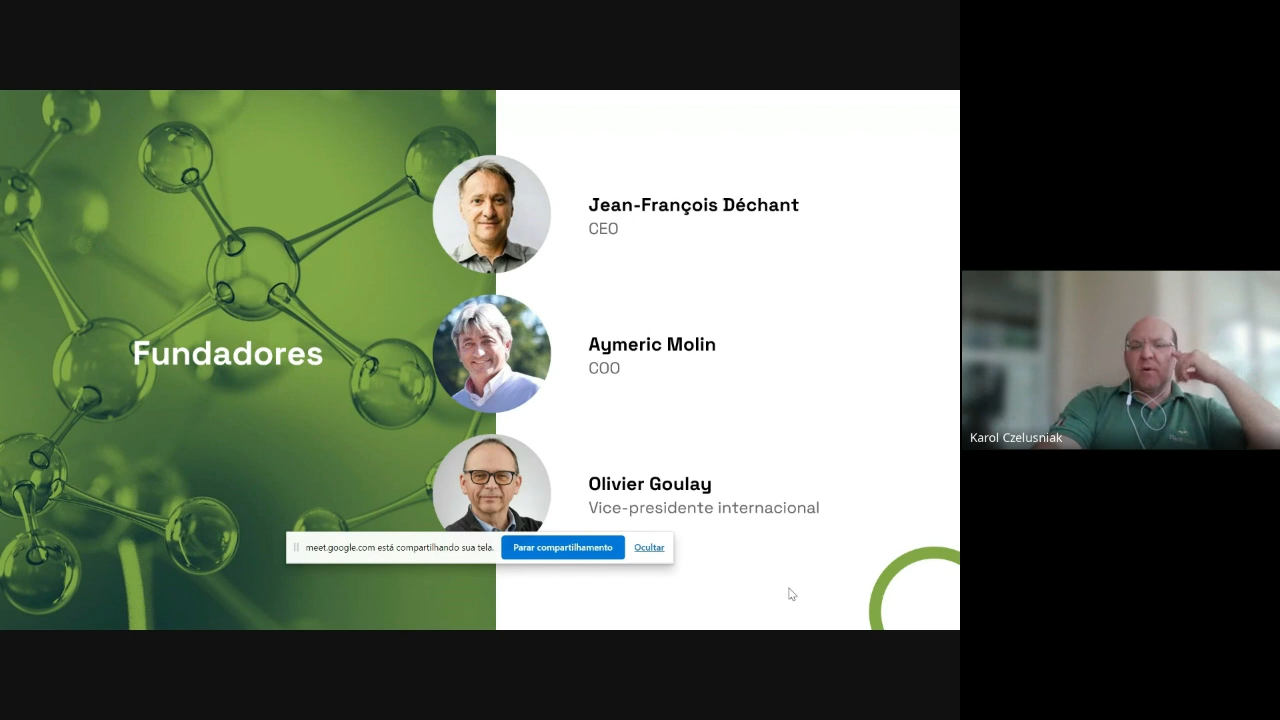 Fundadores
Jean-François Déchant
CEO
Aymeric Molin
COO
Olivier Goulay
Vice-presidente internacional
meet.google.com está compartilhando sua tela.
Parar compartilhamento
Ocultar
Karol Czelusniak